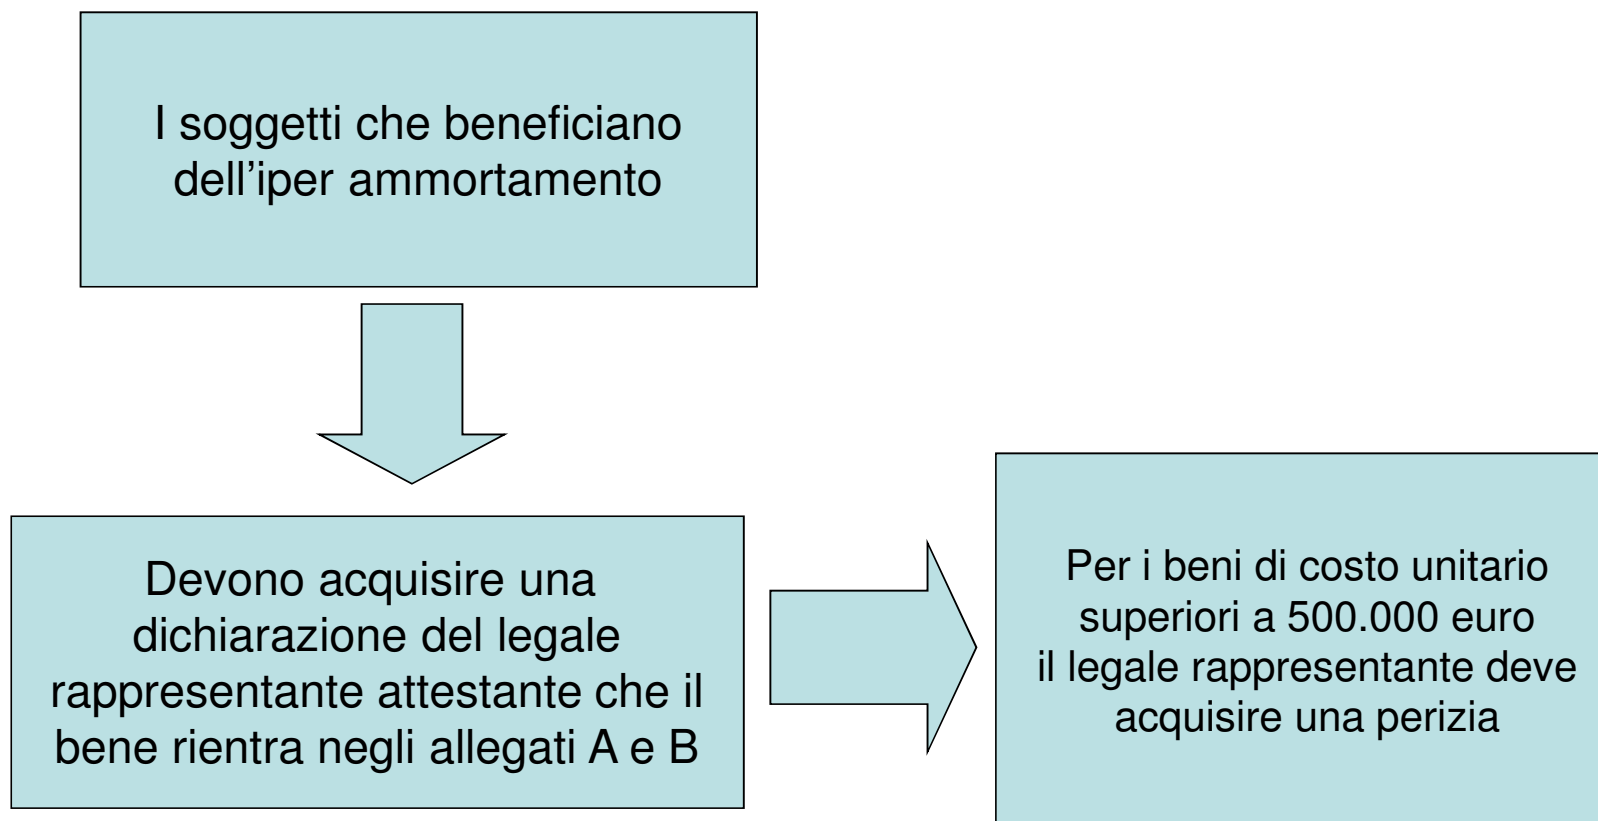 I soggetti che beneficiano
dell’iper ammortamento
Devono acquisire una
dichiarazione del legale
rappresentante attestante che il
bene rientra negli allegati A e B
Per i beni di costo unitario
superiori a 500.000 euro
il legale rappresentante deve
acquisire una perizia